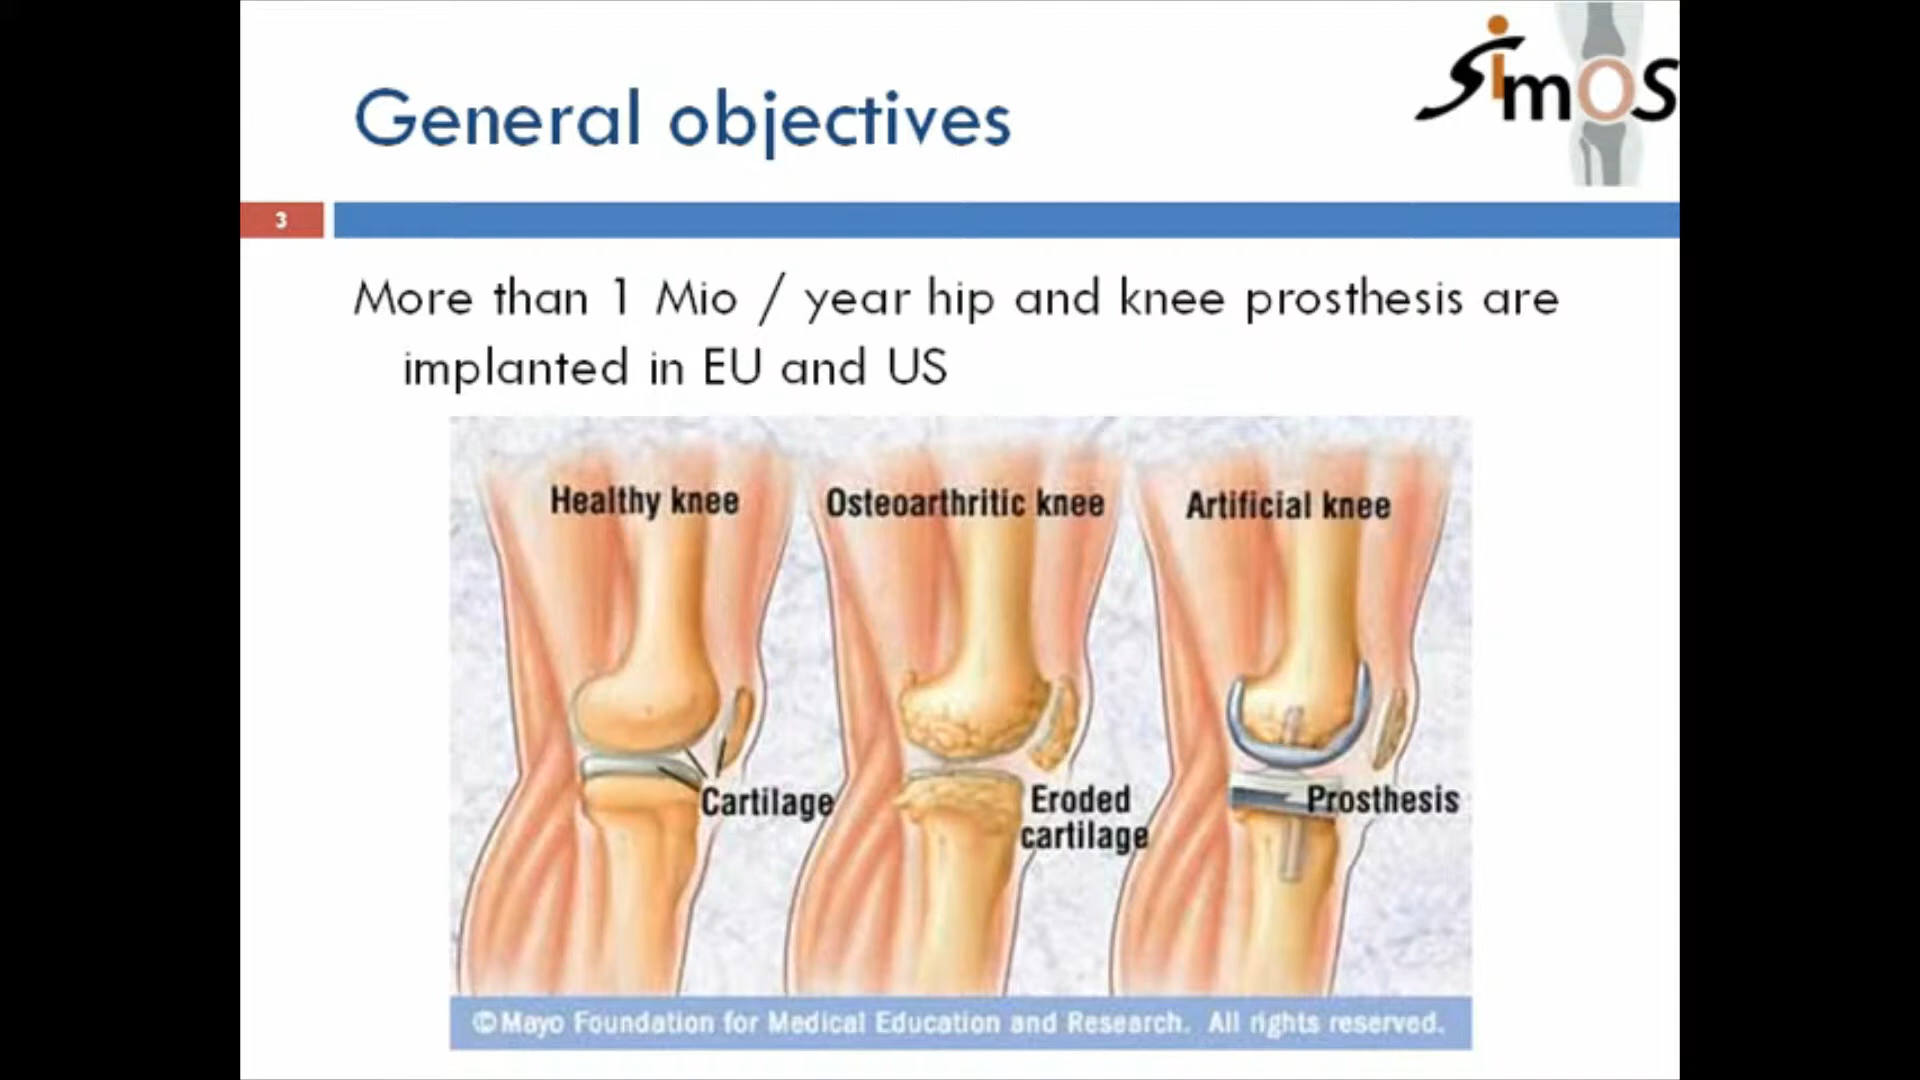 General objectives
SimOS
3
More than 1 Mio / year hip and knee prosthesis are
implanted in EU and US
Healthy knee
Osteoarthritic knee
Artificial knee
Cartilage
Eroded
cartilage
Prosthesis
©Mayo Foundation for Medical Education and Research. All rights reserved.